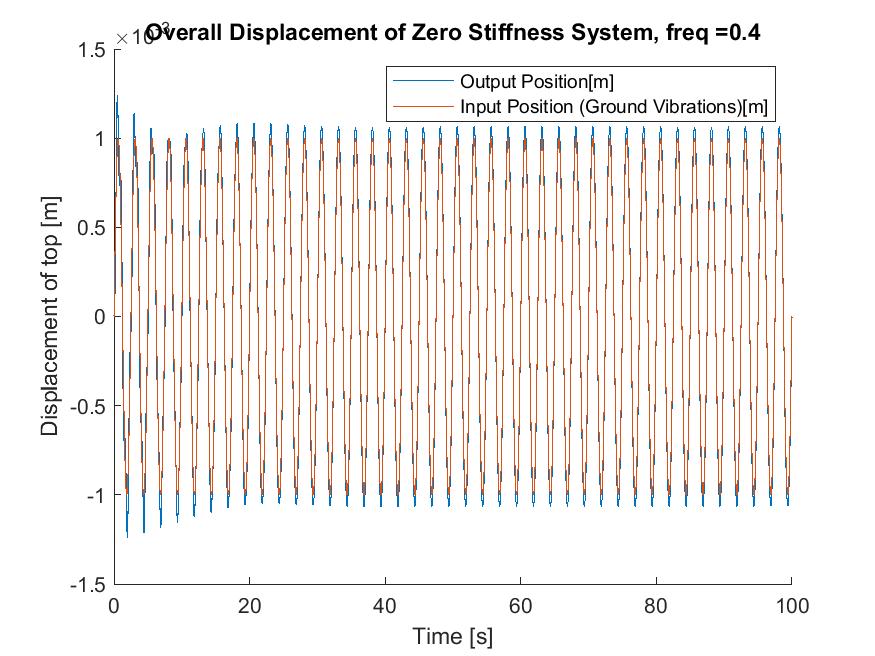 ×10-3
Overall Displacement of Zero Stiffness System, freq =0.4
1.5
Output Position[m]
Input Position (Ground Vibrations)[m]
1
0.5
0
-0.5
-1
-1.5
Displacement of top [m]
0 20 40 60 80 100
Time [s]